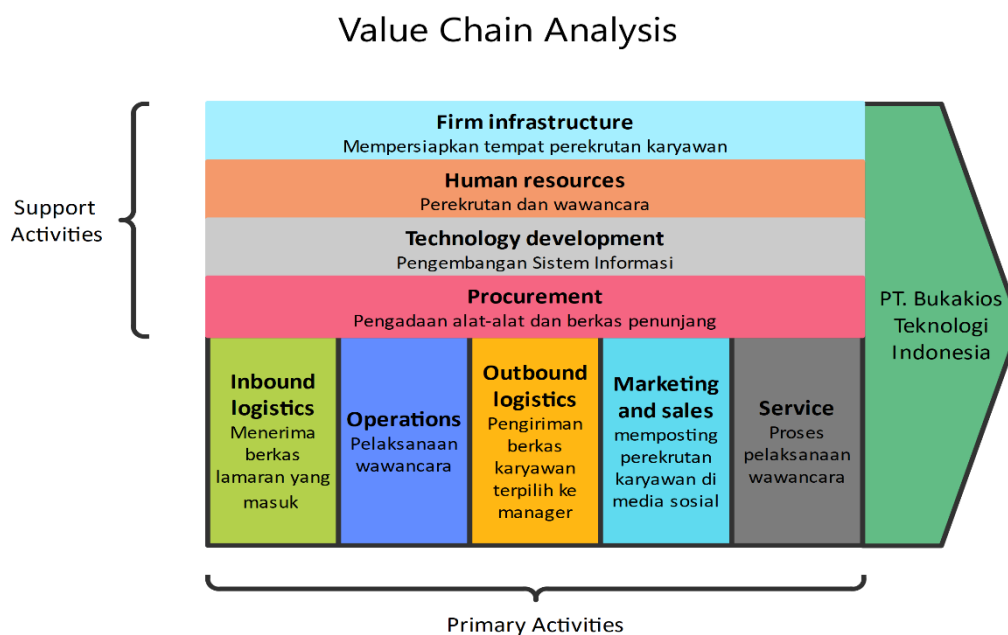 Value Chain Analysis
Support
Activities
Firm infrastructure
Mempersiapkan tempat perekrutan karyawan
Human resources
Perekrutan dan wawancara
Technology development
Pengembangan Sistem Informasi
Procurement
Pengadaan alat-alat dan berkas penunjang
Inbound
logistics
Menerima
berkas
lamaran yang
masuk
Operations
Pelaksanaan
wawancara
Outbound
logistics
Pengiriman
berkas
karyawan
terpilih ke
manager
Marketing
and sales
memposting
perekrutan
karyawan di
media sosial
Service
Proses
pelaksanaan
wawancara
PT. Bukakios
Teknologi
Indonesia
Primary Activities